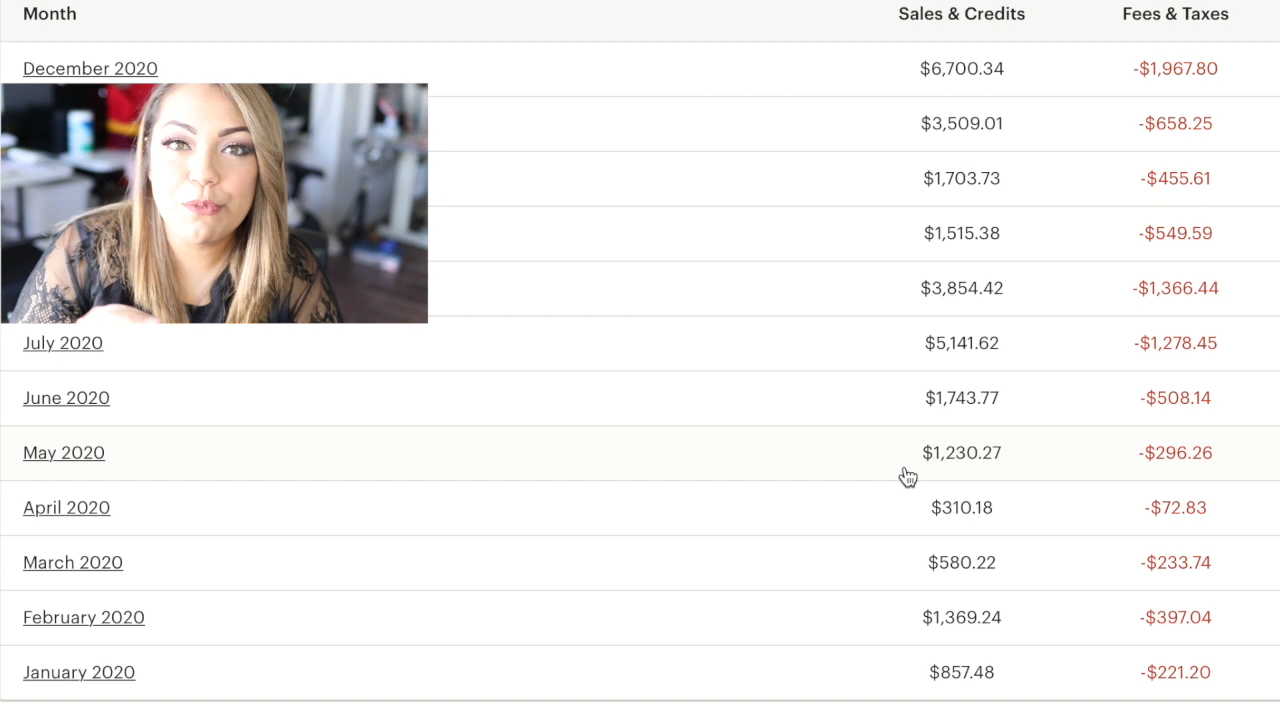 Month Sales & Credits Fees & Taxes
December 2020 $6,700.34 -$1,967.80
$3,509.01 -$658.25
$1,703.73 -$455.61
$1,515.38 -$549.59
$3,854.42 -$1,366.44
July 2020 $5,141.62 -$1,278.45
June 2020 $1,743.77 -$508.14
May 2020 $1,230.27 -$296.26
April 2020 $310.18 -$72.83
March 2020 $580.22 -$233.74
February 2020 $1,369.24 -$397.04
January 2020 $857.48 -$221.20